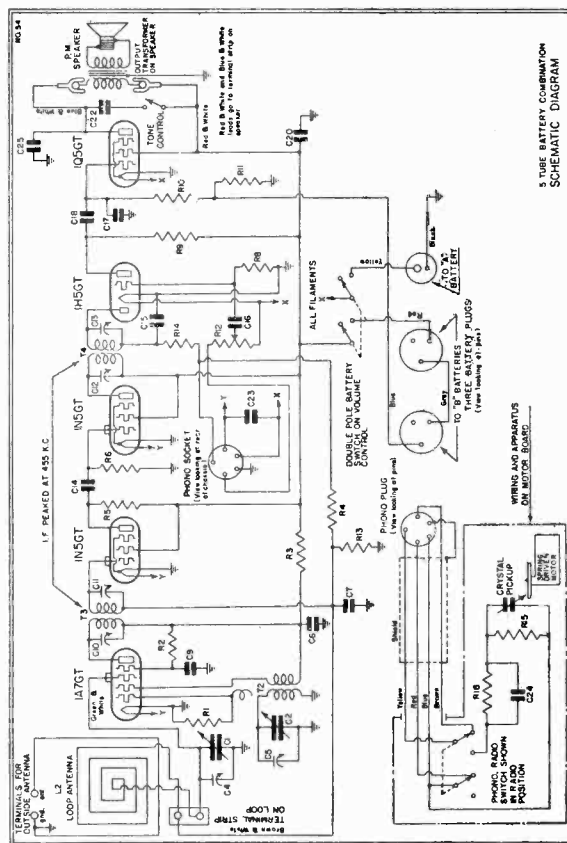 NO. 54
TERMINALS FOR
OUTSIDE ANTENNA
gnd.
ant.
L2
LOOP ANTENNA
TERMINAL STRIP
ON LOOP
Brown & White
Green &
White
1A7GT
I.F. PEAKED AT 455 K.C.
T3
C10
C11
1N5GT
C14
1N5GT
T4
C12
C13
1H5GT
C18
1Q5GT
C25
P.M.
SPEAKER
OUTPUT
TRANSFORMER
ON SPEAKER
Blue & White
C22
TONE
CONTROL
Red & White
Red & White and Blue & White
leads go to terminal strip on
speaker
Y
R1
R2
C9
C1
C4
C5
C2
T2
C6
C7
R5
Y
R6
Y
R3
R4
R13
PHONO SOCKET
(View looking at rear
of chassis)
Y
C23
X
C15
R14
R12
C16
R8
X
R9
C17
R10
R11
X
C20
DOUBLE POLE BATTERY
SWITCH ON VOLUME
CONTROL
ALL FILAMENTS
X
Yellow
Black
TO "A"
BATTERY
Red
Blue
Gray
TO "B" BATTERIES
THREE BATTERY PLUGS
(View looking at pins)
PHONO PLUG
(View looking at pins)
Shield
Yellow
Red
Blue
Brown
PHONO, RADIO
SWITCH SHOWN
IN RADIO
POSITION
R18
C24
R15
CRYSTAL
PICKUP
SPRING
DRIVEN
MOTOR
WIRING AND APPARATUS
ON MOTOR BOARD
5 TUBE BATTERY COMBINATION
SCHEMATIC DIAGRAM